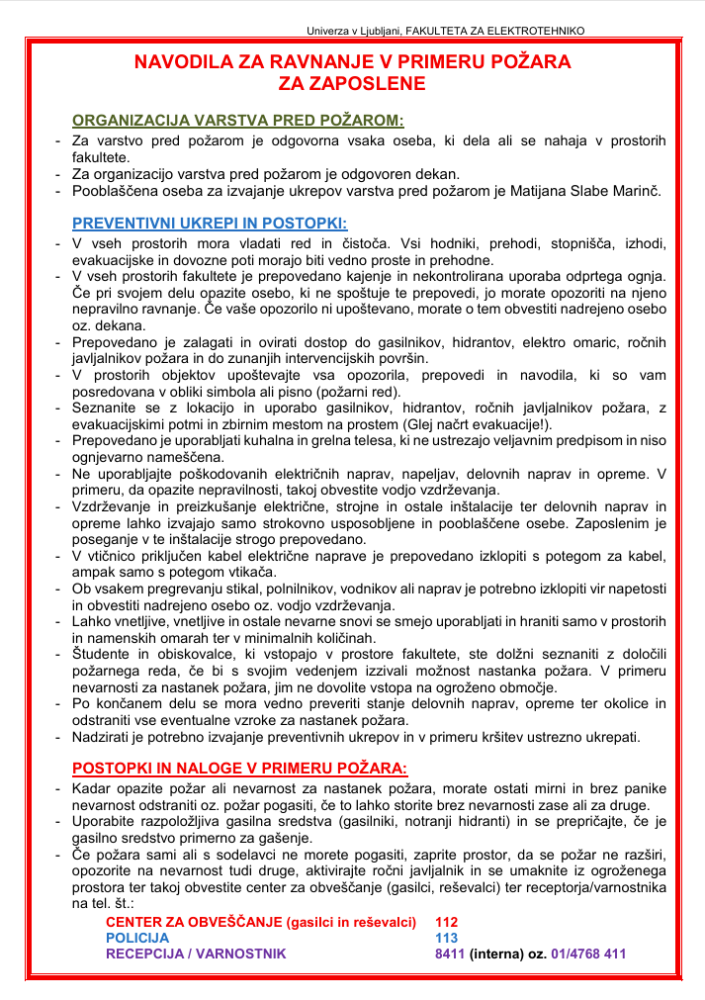 Univerza v Ljubljani, FAKULTETA ZA ELEKTROTEHNIKO
NAVODILA ZA RAVNANJE V PRIMERU POŽARA
ZA ZAPOSLENE
ORGANIZACIJA VARSTVA PRED POŽAROM:
- Za varstvo pred požarom je odgovorna vsaka oseba, ki dela ali se nahaja v prostorih
fakultete.
- Za organizacijo varstva pred požarom je odgovoren dekan.
- Pooblaščena oseba za izvajanje ukrepov varstva pred požarom je Matijana Slabe Marinč.
PREVENTIVNI UKREPI IN POSTOPKI:
- V vseh prostorih mora vladati red in čistoča. Vsi hodniki, prehodi, stopnišča, izhodi,
evakuacijske in dovozne poti morajo biti vedno proste in prehodne.
- V vseh prostorih fakultete je prepovedano kajenje in nekontrolirana uporaba odprtega ognja.
Če pri svojem delu opazite osebo, ki ne spoštuje te prepovedi, jo morate opozoriti na njeno
nepravilno ravnanje. Če vaše opozorilo ni upoštevano, morate o tem obvestiti nadrejeno osebo
oz. dekana.
- Prepovedano je zalagati in ovirati dostop do gasilnikov, hidrantov, elektro omaric, ročnih
javljalnikov požara in do zunanjih intervencijskih površin.
- V prostorih objektov upoštevajte vsa opozorila, prepovedi in navodila, ki so vam
posredovana v obliki simbola ali pisno (požarni red).
- Seznanite se z lokacijo in uporabo gasilnikov, hidrantov, ročnih javljalnikov požara, z
evakuacijskimi potmi in zbirnim mestom na prostem (Glej načrt evakuacije!).
- Prepovedano je uporabljati kuhalna in grelna telesa, ki ne ustrezajo veljavnim predpisom in niso
ognjevarno nameščena.
- Ne uporabljajte poškodovanih električnih naprav, napeljav, delovnih naprav in opreme. V
primeru, da opazite nepravilnosti, takoj obvestite vodjo vzdrževanja.
- Vzdrževanje in preizkušanje električne, strojne in ostale inštalacije ter delovnih naprav in
opreme lahko izvajajo samo strokovno usposobljene in pooblaščene osebe. Zaposlenim je
poseganje v te inštalacije strogo prepovedano.
- V vtičnico priključen kabel električne naprave je prepovedano izklopiti s potegom za kabel,
ampak samo s potegom vtikača.
- Ob vsakem pregrevanju stikal, polnilnikov, vodnikov ali naprav je potrebno izklopiti vir napetosti
in obvestiti nadrejeno osebo oz. vodjo vzdrževanja.
- Lahko vnetljive, vnetljive in ostale nevarne snovi se smejo uporabljati in hraniti samo v prostorih
in namenskih omarah ter v minimalnih količinah.
- Študente in obiskovalce, ki vstopajo v prostore fakultete, ste dolžni seznaniti z določili
požarnega reda, če bi s svojim vedenjem izzivali možnost nastanka požara. V primeru
nevarnosti za nastanek požara, jim ne dovolite vstopa na ogroženo območje.
- Po končanem delu se mora vedno preveriti stanje delovnih naprav, opreme ter okolice in
odstraniti vse eventualne vzroke za nastanek požara.
- Nadzirati je potrebno izvajanje preventivnih ukrepov in v primeru kršitev ustrezno ukrepati.
POSTOPKI IN NALOGE V PRIMERU POŽARA:
- Kadar opazite požar ali nevarnost za nastanek požara, morate ostati mirni in brez panike
nevarnost odstraniti oz. požar pogasiti, če to lahko storite brez nevarnosti zase ali za druge.
- Uporabite razpoložljiva gasilna sredstva (gasilniki, notranji hidranti) in se prepričajte, če je
gasilno sredstvo primerno za gašenje.
- Če požara sami ali s sodelavci ne morete pogasiti, zaprite prostor, da se požar ne razširi,
opozorite na nevarnost tudi druge, aktivirajte ročni javljalnik in se umaknite iz ogroženega
prostora ter takoj obvestite center za obveščanje (gasilci, reševalci) ter receptorja/varnostnika
na tel. št.:
CENTER ZA OBVEŠČANJE (gasilci in reševalci) 112
POLICIJA 113
RECEPCIJA / VARNOSTNIK 8411 (interna) oz. 01/4768 411